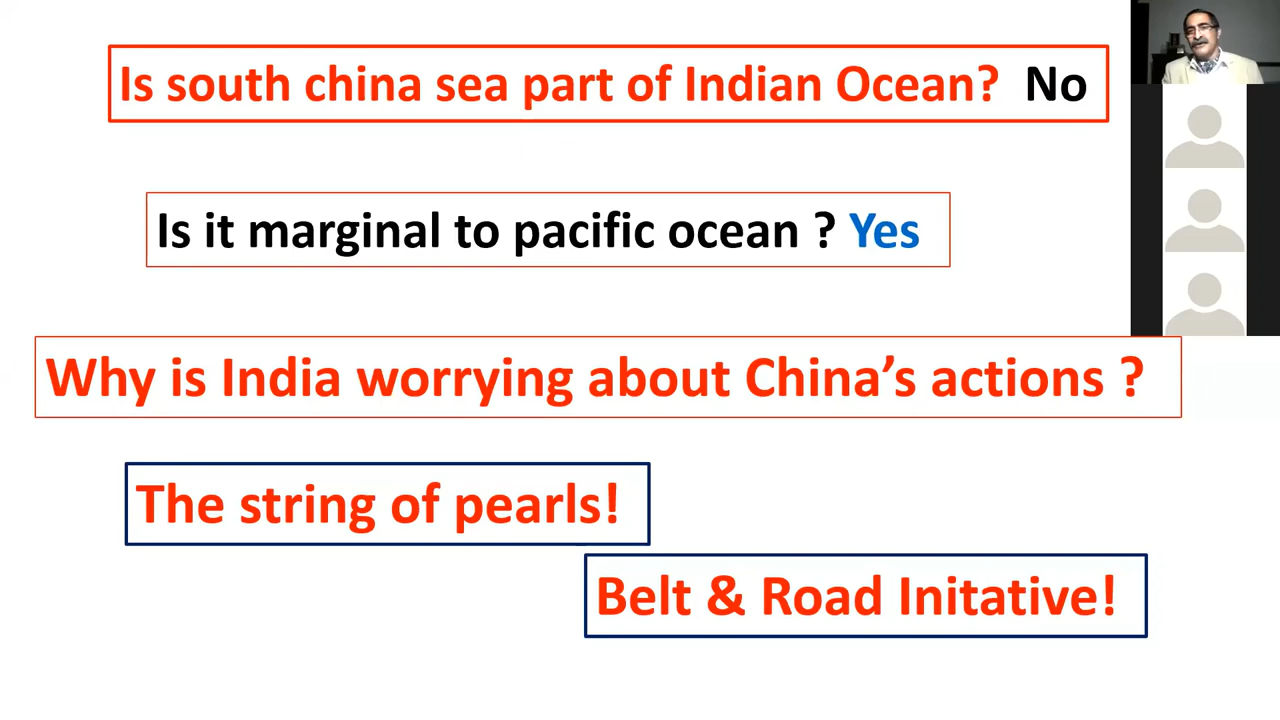 Is south china sea part of Indian Ocean? No
Is it marginal to pacific ocean ? Yes
Why is India worrying about China’s actions ?
The string of pearls!
Belt & Road Initative!